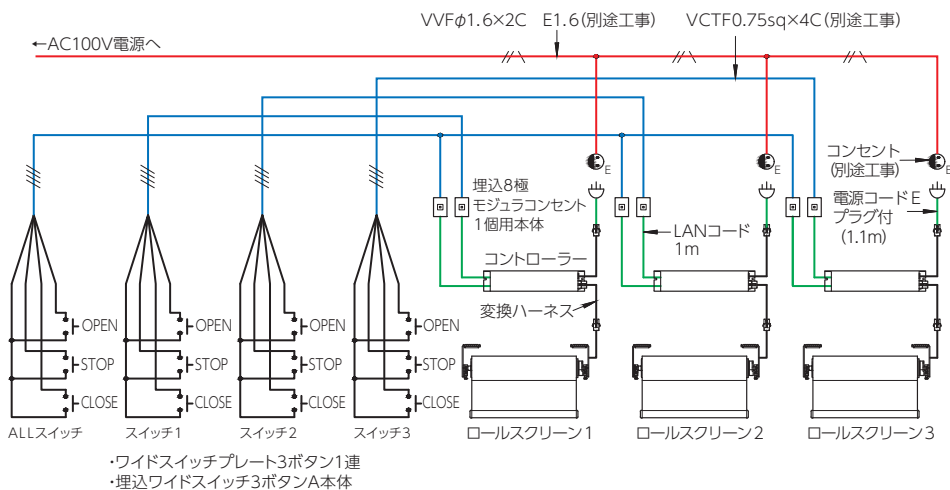 VVFφ1.6×2C E1.6(別途工事)
VCTF0.75sq×4C(別途工事)
←AC100V電源へ
コンセント
(別途工事)
E
E
E
埋込8極
モジュラコンセント
1個用本体
電源コードE
プラグ付
(1.1m)
LANコード
1m
コントローラー
変換ハーネス
OPEN
OPEN
OPEN
OPEN
STOP
STOP
STOP
STOP
CLOSE
CLOSE
CLOSE
CLOSE
ALLスイッチ
スイッチ1
スイッチ2
スイッチ3
ロールスクリーン1
ロールスクリーン2
ロールスクリーン3
・ワイドスイッチプレート3ボタン1連
・埋込ワイドスイッチ3ボタンA本体